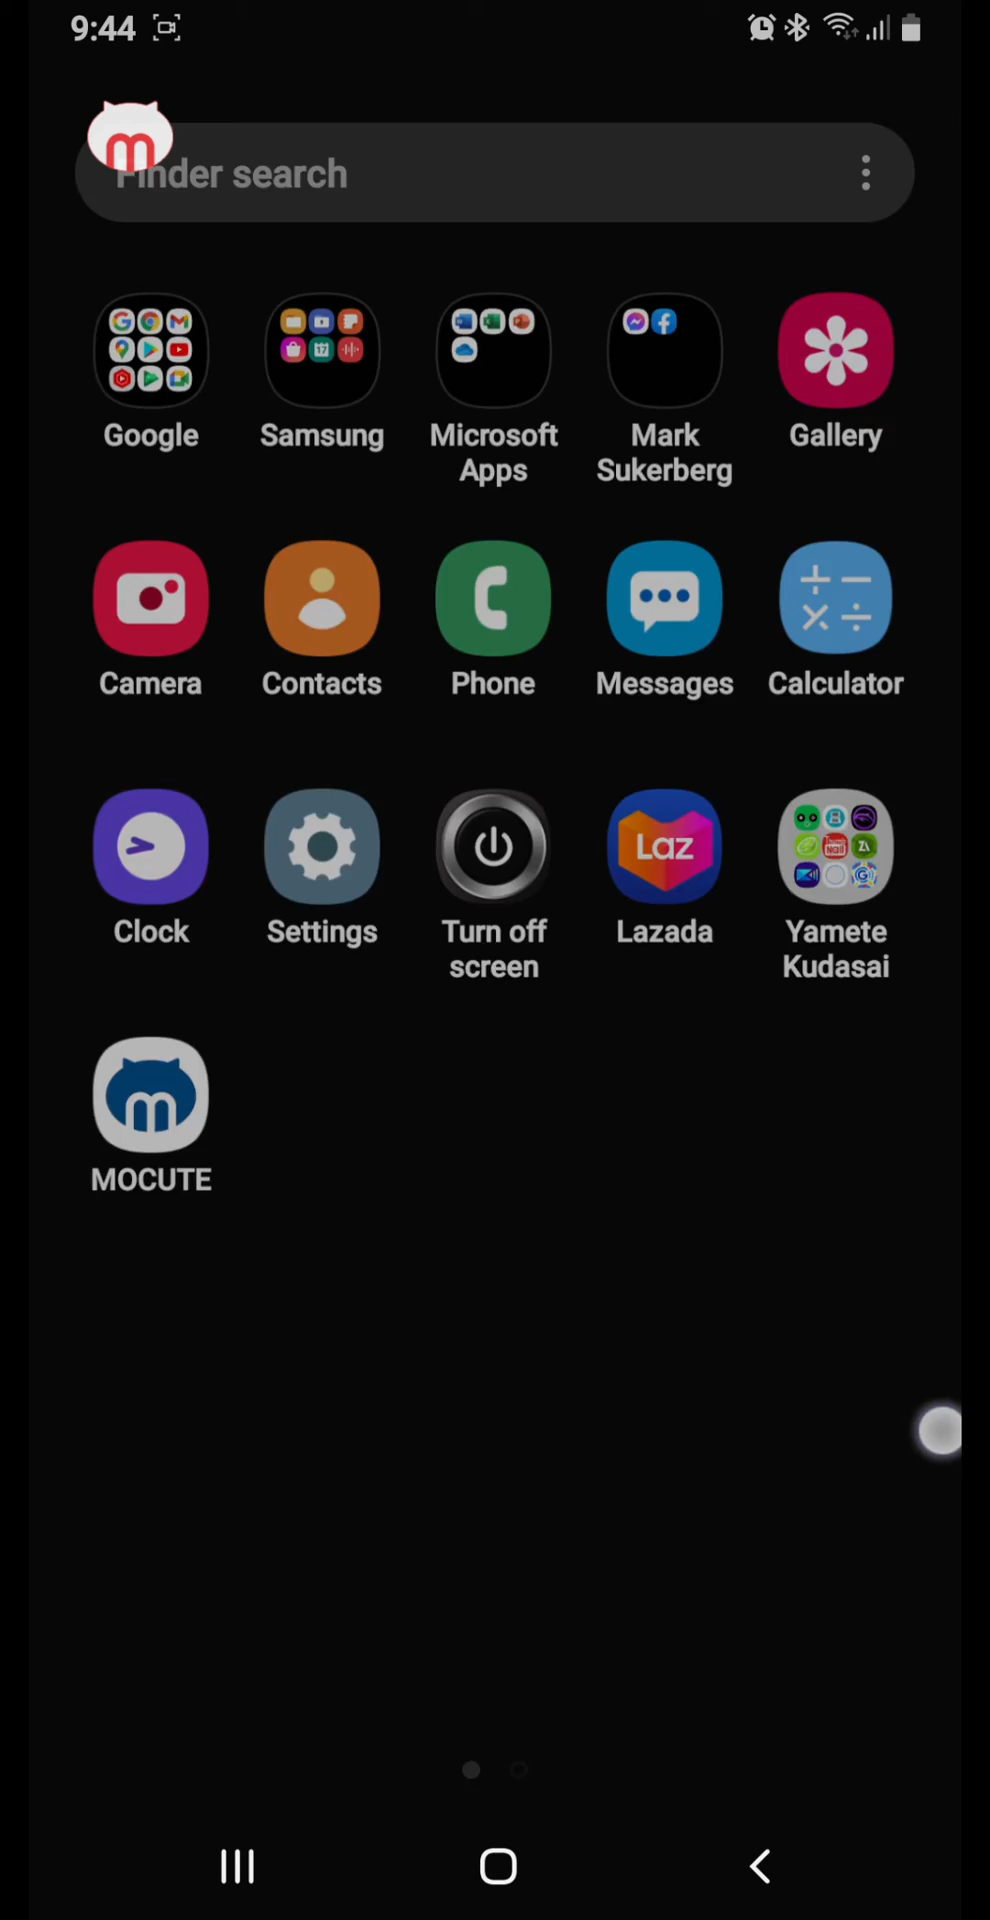 9:44
m
Finder search
Google
Samsung
Microsoft
Apps
Mark
Sukerberg
Gallery
Camera
Contacts
Phone
Messages
Calculator
Clock
Settings
Turn off
screen
Laz
Lazada
Yamete
Kudasai
m
MOCUTE